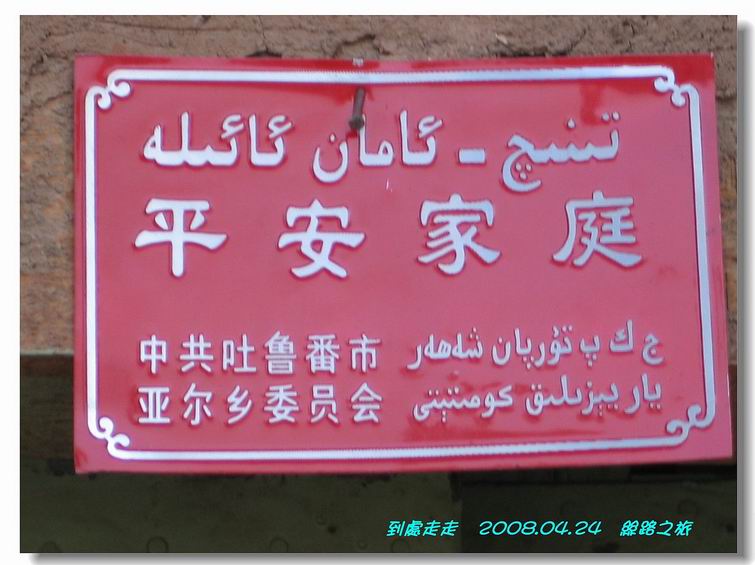 تىنىچ - ئامان ئائىلە
平安家庭
中共吐鲁番市
亚尔乡委员会
ج ك پ تۇرپان شەھەر
يار يېزىلىق كومىتېتى
到處走走 2008.04.24 絲路之旅